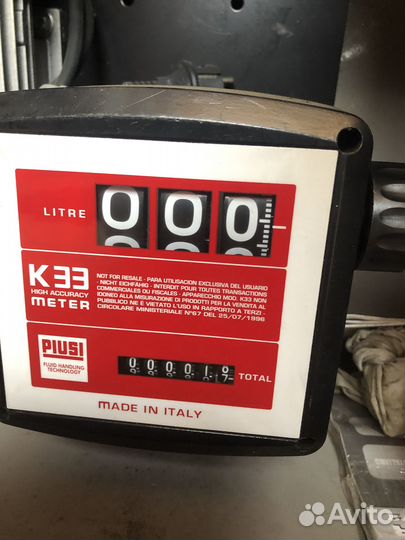 LITRE 000
K33
HIGH ACCURACY
METER
NOT FOR RESALE - PARA UTILISACION EXCLUSIVA DEL USUARIO
- NICHT EICHFÄHIG - INTERDIT POUR TOUTES TRANSACTIONS
COMMERCIALES OU FISCALES - APPARECCHIO MOD. K33 NON
IDONEO ALLA MISURAZIONE DI PRODOTTI PER LA VENDITA AL
PUBBLICO NE È VIETATO L'USO IN RAPPORTO A TERZI -
CIRCOLARE MINISTERIALE N°67 DEL 25/07/1996
PIUSI
FLUID HANDLING
TECHNOLOGY
00001 TOTAL
MADE IN ITALY
Avito